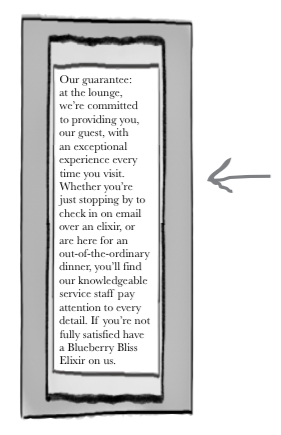 Our guarantee:
at the lounge,
we're committed
to providing you,
our guest, with
an exceptional
experience every
time you visit.
Whether you're
just stopping by to
check in on email
over an elixir, or
are here for an
out-of-the-ordinary
dinner, you'll find
our knowledgeable
service staff pay
attention to every
detail. If you're not
fully satisfied have
a Blueberry Bliss
Elixir on us.